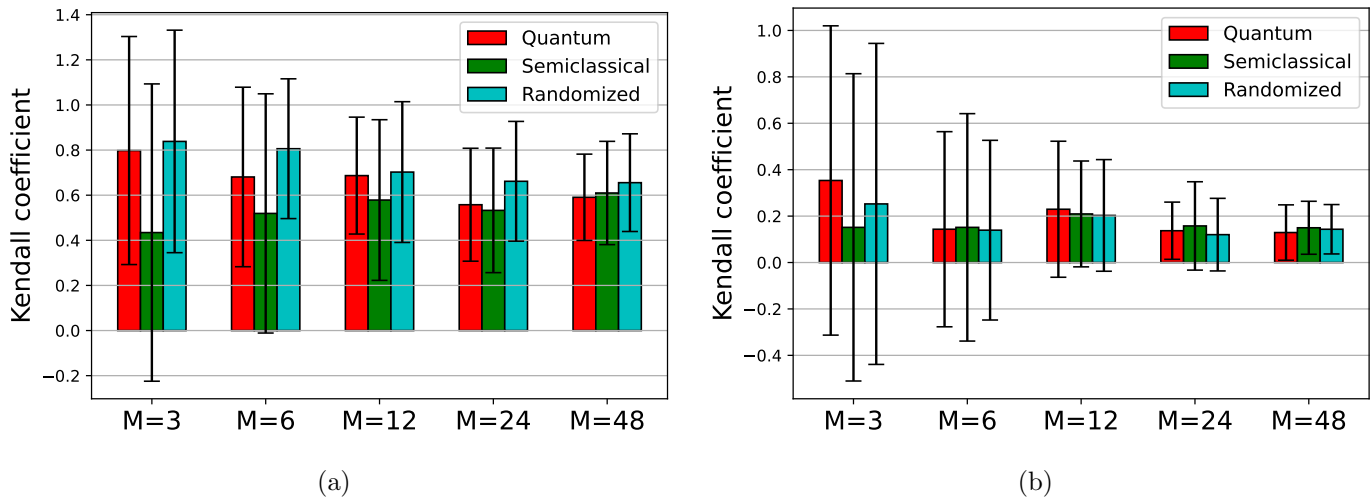 Kendall coefficient
1.4
1.2
1.0
0.8
0.6
0.4
0.2
0.0
−0.2
Quantum
Semiclassical
Randomized
M=3 M=6 M=12 M=24 M=48
(a)
Kendall coefficient
1.0
0.8
0.6
0.4
0.2
0.0
−0.2
−0.4
Quantum
Semiclassical
Randomized
M=3 M=6 M=12 M=24 M=48
(b)